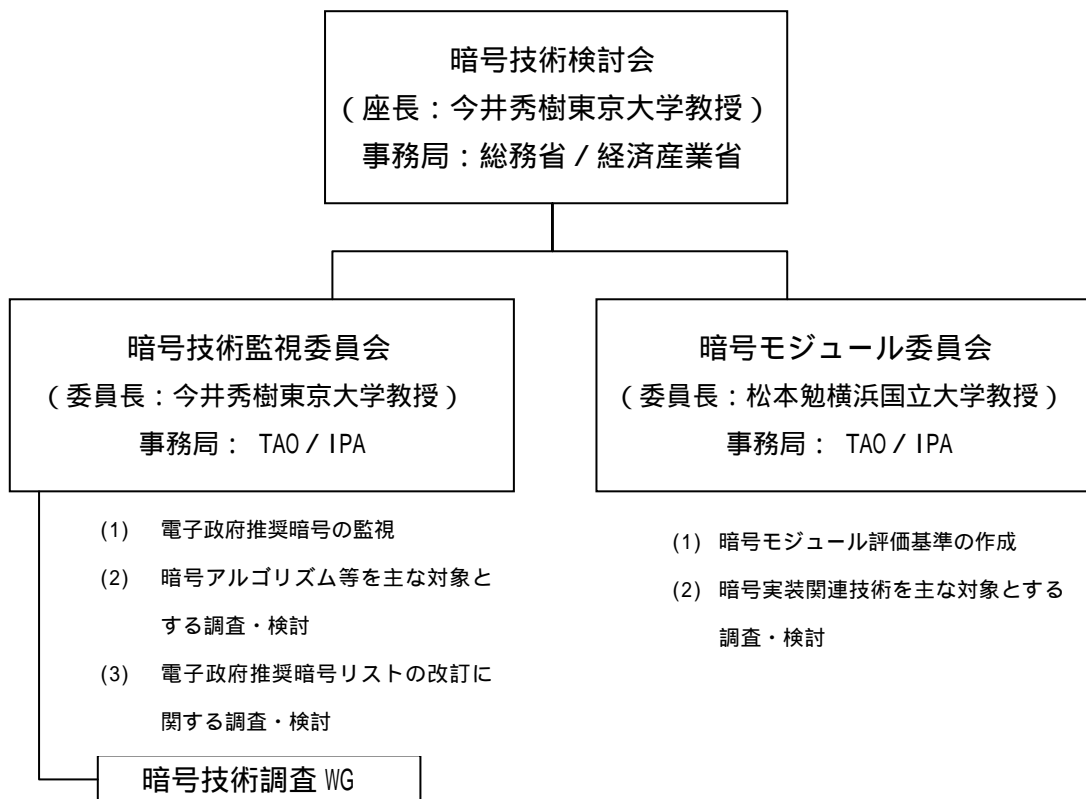 暗号技術検討会
(座長:今井秀樹東京大学教授)
事務局:総務省/経済産業省
暗号技術監視委員会
(委員長:今井秀樹東京大学教授)
事務局: TAO/IPA
(1) 電子政府推奨暗号の監視
(2) 暗号アルゴリズム等を主な対象と
する調査・検討
(3) 電子政府推奨暗号リストの改訂に
関する調査・検討
暗号技術調査 WG
暗号モジュール委員会
(委員長:松本勉横浜国立大学教授)
事務局: TAO/IPA
(1) 暗号モジュール評価基準の作成
(2) 暗号実装関連技術を主な対象とする
調査・検討